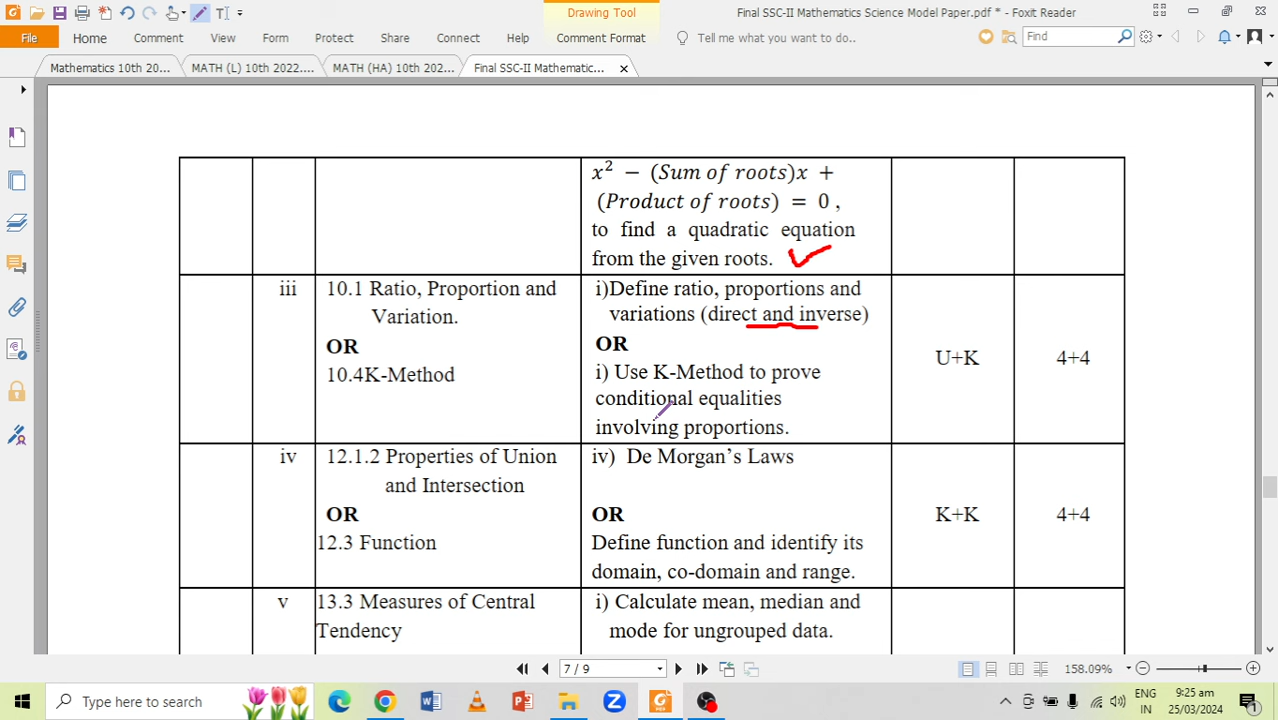 Drawing Tool
Final SSC-II Mathematics Science Model Paper.pdf * - Foxit Reader
File
Home
Comment
View
Form
Protect
Share
Connect
Help
Comment Format
Tell me what you want to do..
Find
Mathematics 10th 20...
MATH (L) 10th 2022....
MATH (HA) 10th 202...
Final SSC-II Mathematic...
x² − (Sum of roots)x +
(Product of roots) = 0 ,
to find a quadratic equation
from the given roots.
iii
10.1 Ratio, Proportion and
Variation.
OR
10.4K-Method
i)Define ratio, proportions and
variations (direct and inverse)
OR
i) Use K-Method to prove
conditional equalities
involving proportions.
U+K
4+4
iv
12.1.2 Properties of Union
and Intersection
OR
12.3 Function
iv) De Morgan’s Laws
OR
Define function and identify its
domain, co-domain and range.
K+K
4+4
v
13.3 Measures of Central
Tendency
i) Calculate mean, median and
mode for ungrouped data.
7 / 9
158.09%
Type here to search
ENG
IN
9:25 am
25/03/2024